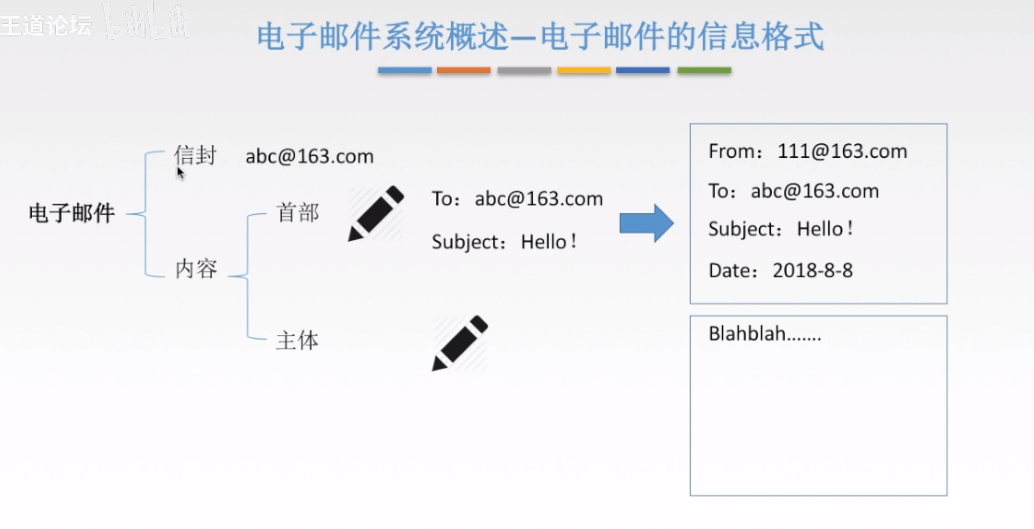 王道论坛 bilibili
电子邮件系统概述—电子邮件的信息格式
电子邮件
信封 abc@163.com
内容
首部
To：abc@163.com
Subject：Hello！
主体
From：111@163.com
To：abc@163.com
Subject：Hello！
Date：2018-8-8
Blahblah.......